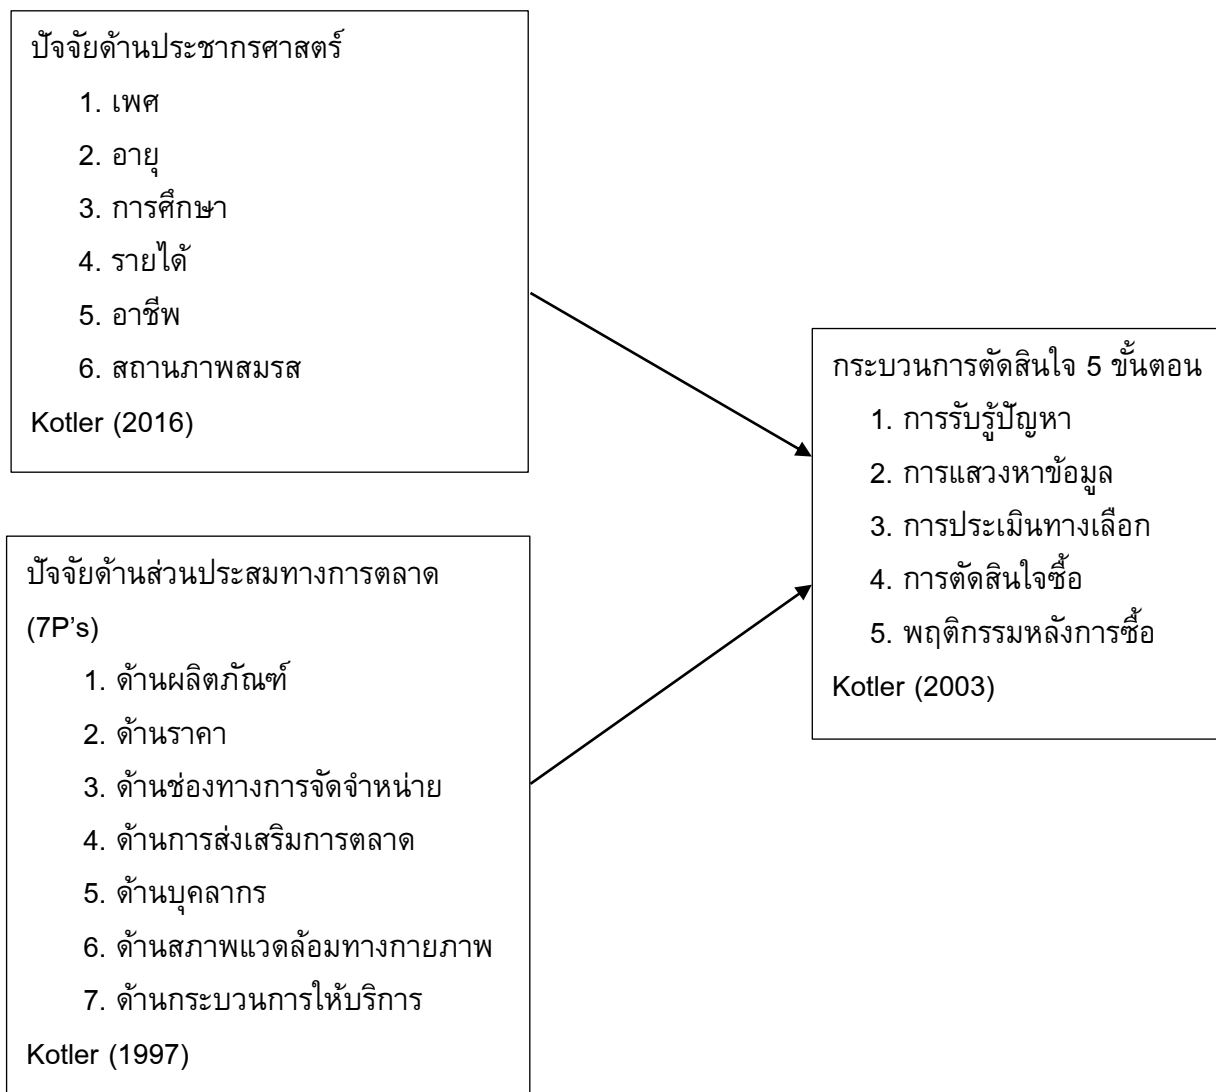 ปัจจัยด้านประชากรศาสตร์
1. เพศ
2. อายุ
3. การศึกษา
4. รายได้
5. อาชีพ
6. สถานภาพสมรส
Kotler (2016)
ปัจจัยด้านส่วนประสมทางการตลาด
(7P’s)
1. ด้านผลิตภัณฑ์
2. ด้านราคา
3. ด้านช่องทางการจัดจำหน่าย
4. ด้านการส่งเสริมการตลาด
5. ด้านบุคลากร
6. ด้านสภาพแวดล้อมทางกายภาพ
7. ด้านกระบวนการให้บริการ
Kotler (1997)
กระบวนการตัดสินใจ 5 ขั้นตอน
1. การรับรู้ปัญหา
2. การแสวงหาข้อมูล
3. การประเมินทางเลือก
4. การตัดสินใจซื้อ
5. พฤติกรรมหลังการซื้อ
Kotler (2003)